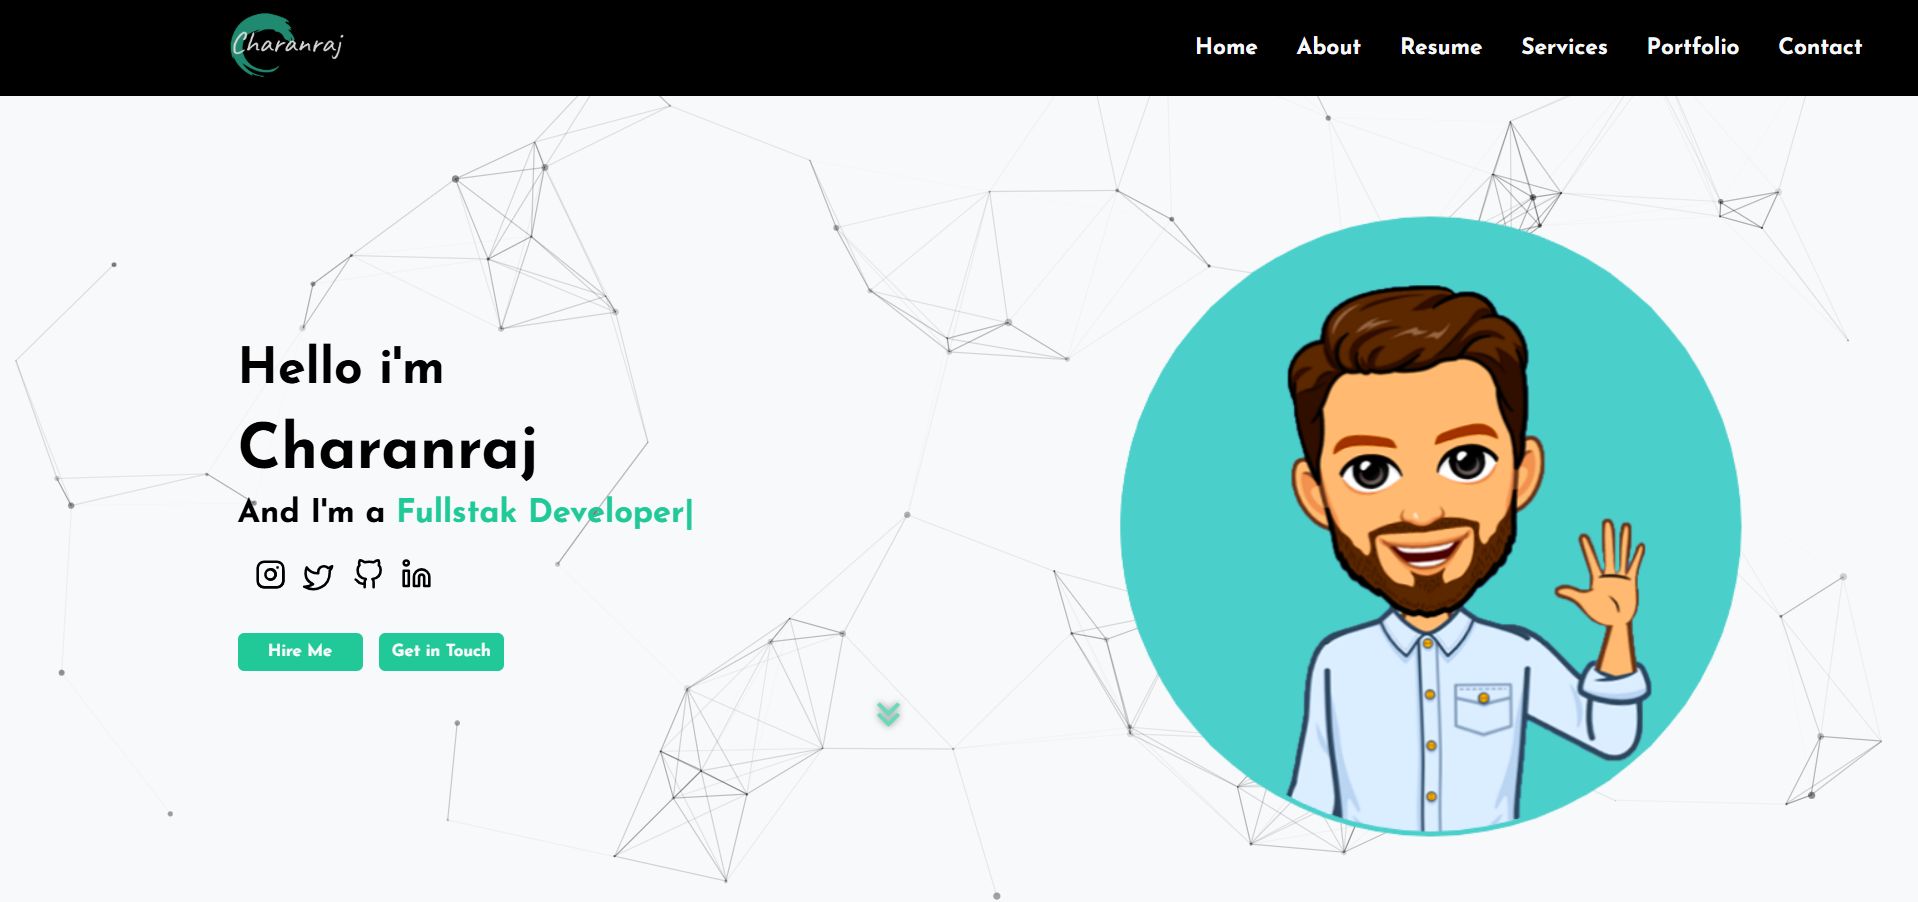 Charanraj
Home About Resume Services Portfolio Contact
Hello i'm
Charanraj
And I'm a Fullstak Developer|
Hire Me Get in Touch